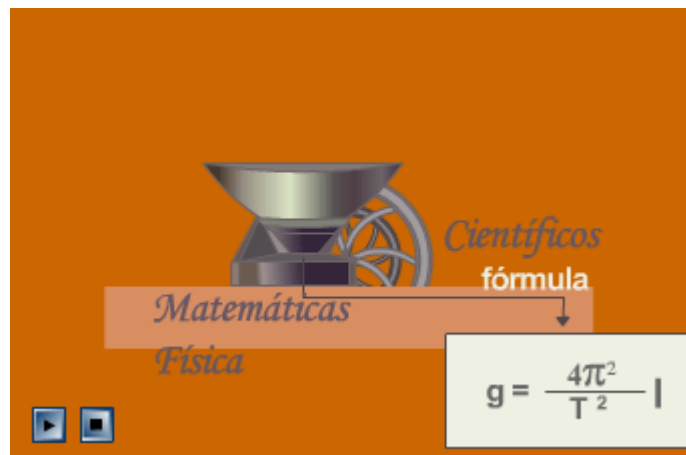 Científicos
fórmula
Matemáticas
Física
g = 4π² / T² l